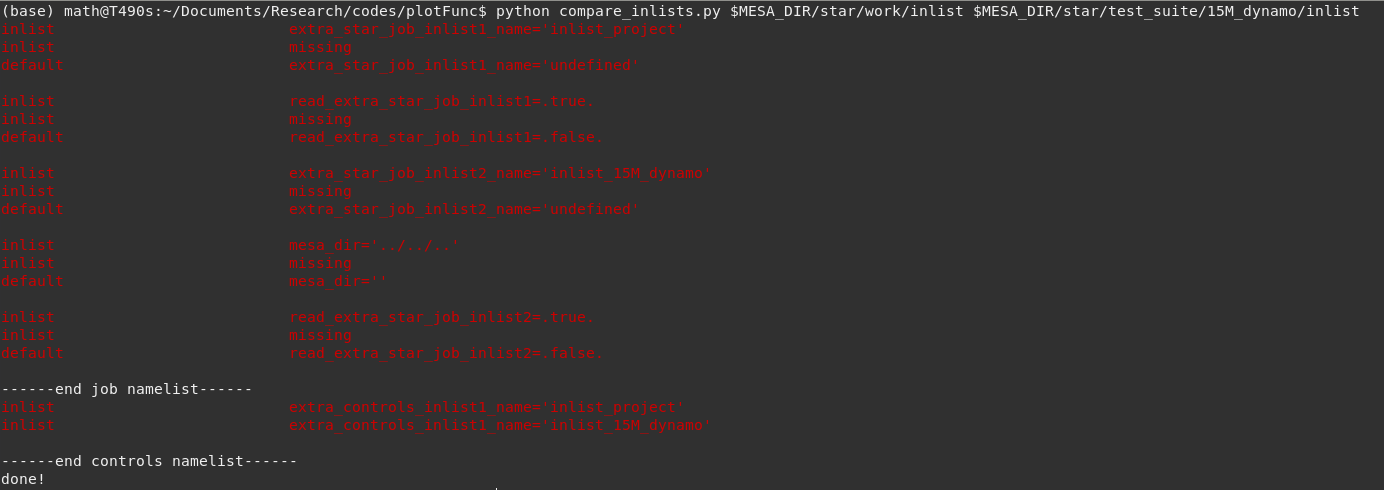 (base) math@T490s:~/Documents/Research/codes/plotFunc$ python compare_inlists.py $MESA_DIR/star/work/inlist $MESA_DIR/star/test_suite/15M_dynamo/inlist
inlist extra_star_job_inlist1_name='inlist_project'
inlist missing
default extra_star_job_inlist1_name='undefined'
inlist read_extra_star_job_inlist1=.true.
inlist missing
default read_extra_star_job_inlist1=.false.
inlist extra_star_job_inlist2_name='inlist_15M_dynamo'
inlist missing
default extra_star_job_inlist2_name='undefined'
inlist mesa_dir='../../..'
inlist missing
default mesa_dir=''
inlist read_extra_star_job_inlist2=.true.
inlist missing
default read_extra_star_job_inlist2=.false.
------end job namelist------
inlist extra_controls_inlist1_name='inlist_project'
inlist extra_controls_inlist1_name='inlist_15M_dynamo'
------end controls namelist------
done!